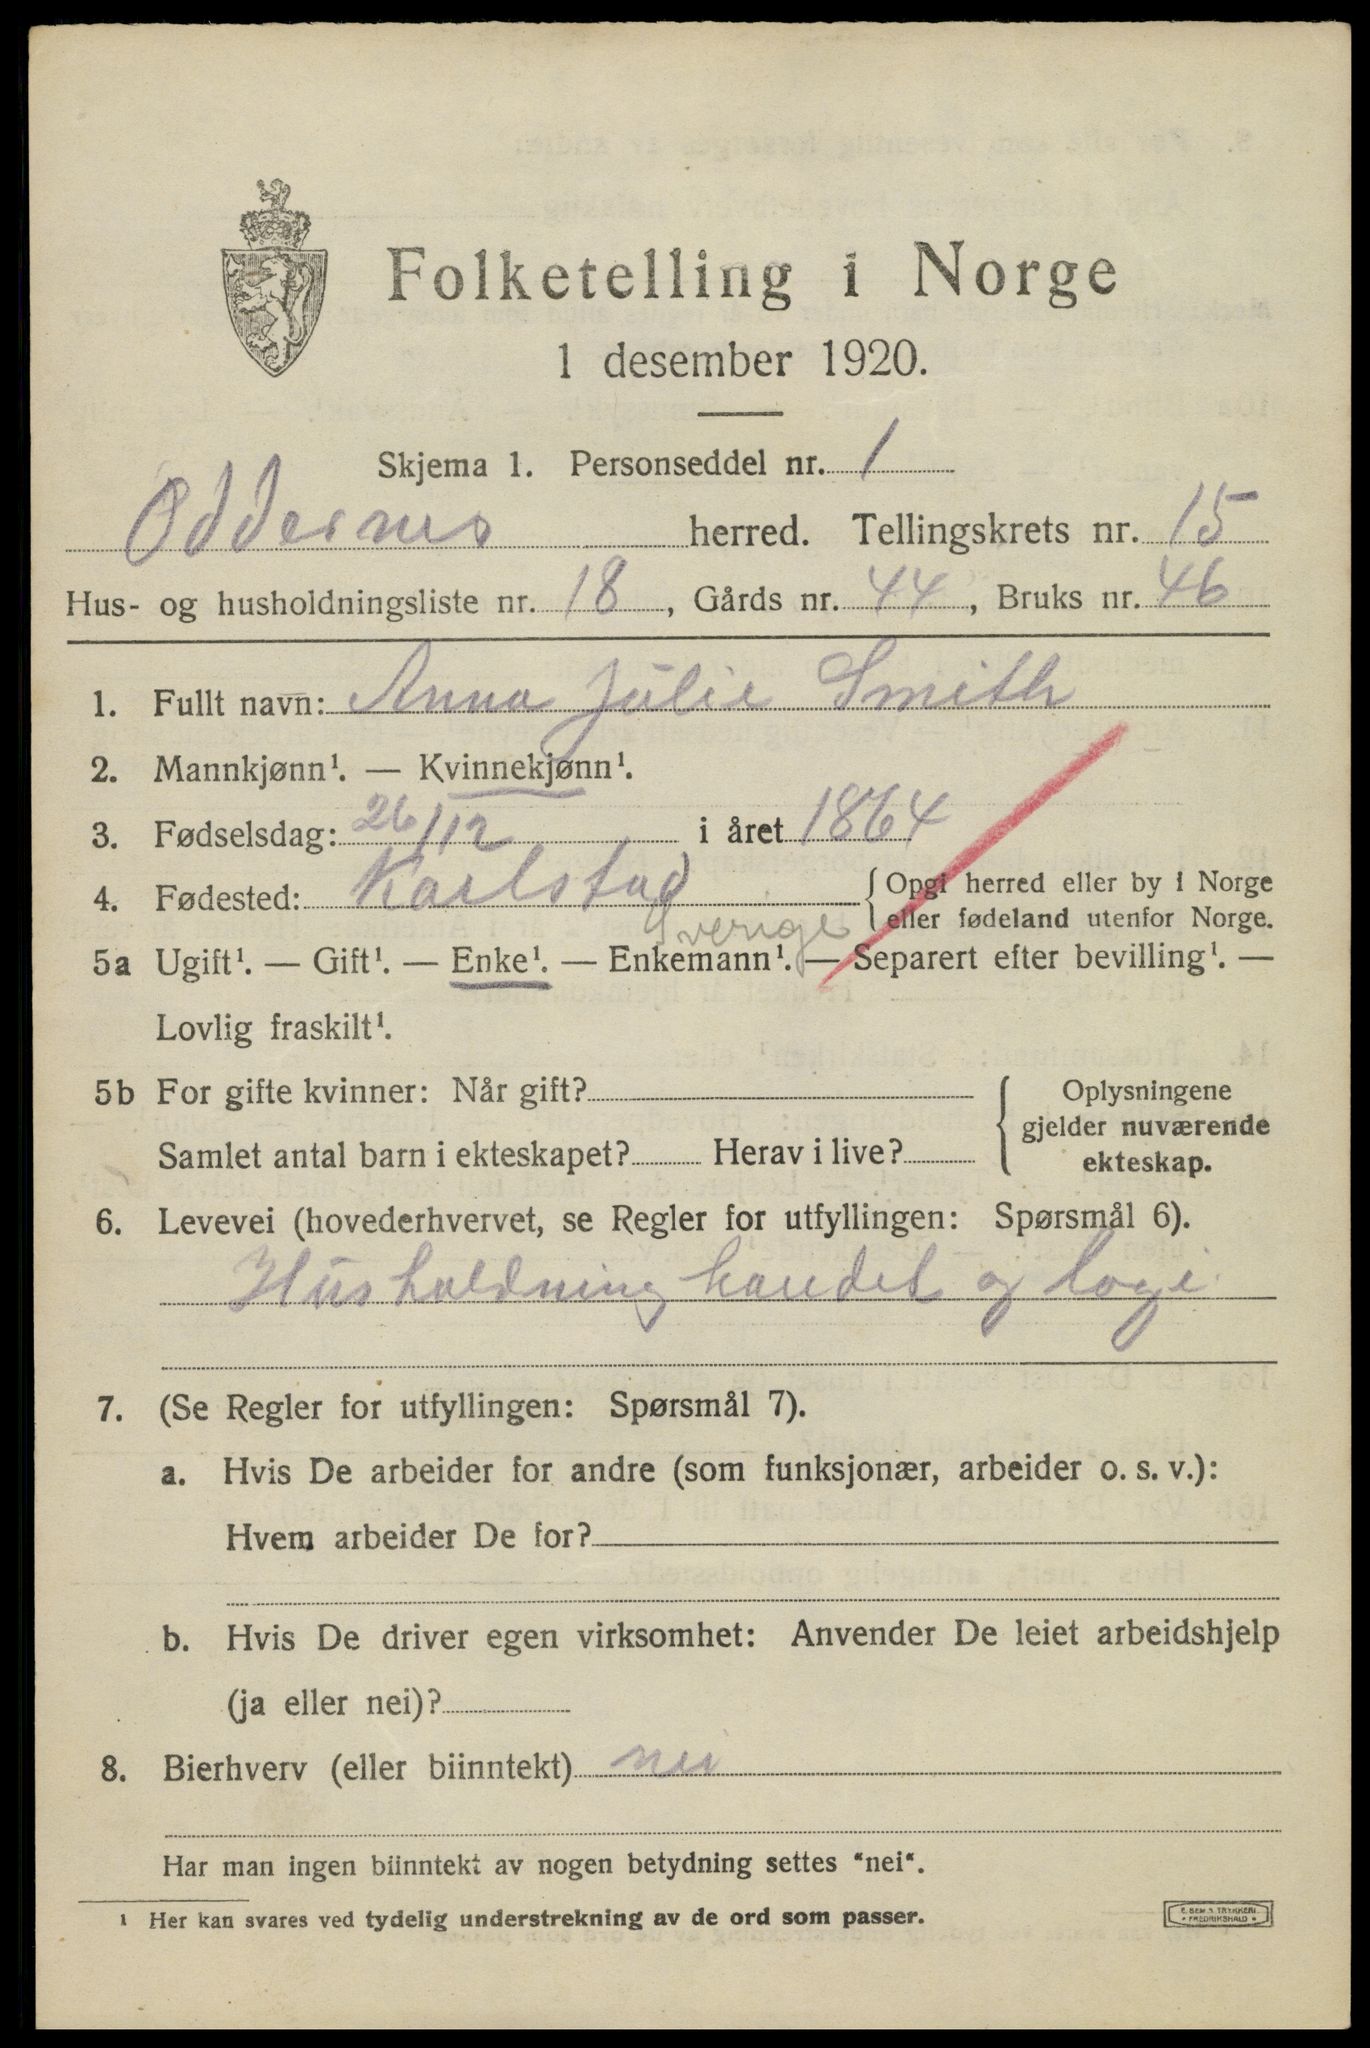 Folketelling i Norge
1 desember 1920.
Skjema 1. Personseddel nr. 1
Oddernes herred. Tellingskrets nr. 15
Hus- og husholdningsliste nr. 18, Gårds nr. 44, Bruks nr. 46
1. Fullt navn: Anna Julie Smith
2. Mannkjønn¹. — Kvinnekjønn¹.
3. Fødselsdag: 26/12 i året 1864
4. Fødested: Karlstad {Opgi herred eller by i Norge
Sverige eller fødeland utenfor Norge.
5a Ugift¹. — Gift¹. — Enke¹. — Enkemann¹. — Separert efter bevilling¹. —
Lovlig fraskilt¹.
5b For gifte kvinner: Når gift? { Oplysningene
gjelder nuværende
Samlet antal barn i ekteskapet? Herav i live?
ekteskap.
6. Levevei (hovederhvervet, se Regler for utfyllingen: Spørsmål 6).
Husholdning handel og logi
7. (Se Regler for utfyllingen: Spørsmål 7).
a. Hvis De arbeider for andre (som funksjonær, arbeider o. s. v.):
Hvem arbeider De for?
b. Hvis De driver egen virksomhet: Anvender De leiet arbeidshjelp
(ja eller nei)?
8. Bierhverv (eller biinntekt) nei
Har man ingen biinntekt av nogen betydning settes "nei".
¹ Her kan svares ved tydelig understrekning av de ord som passer.
TRYKKERI
FREDRIKSHALD